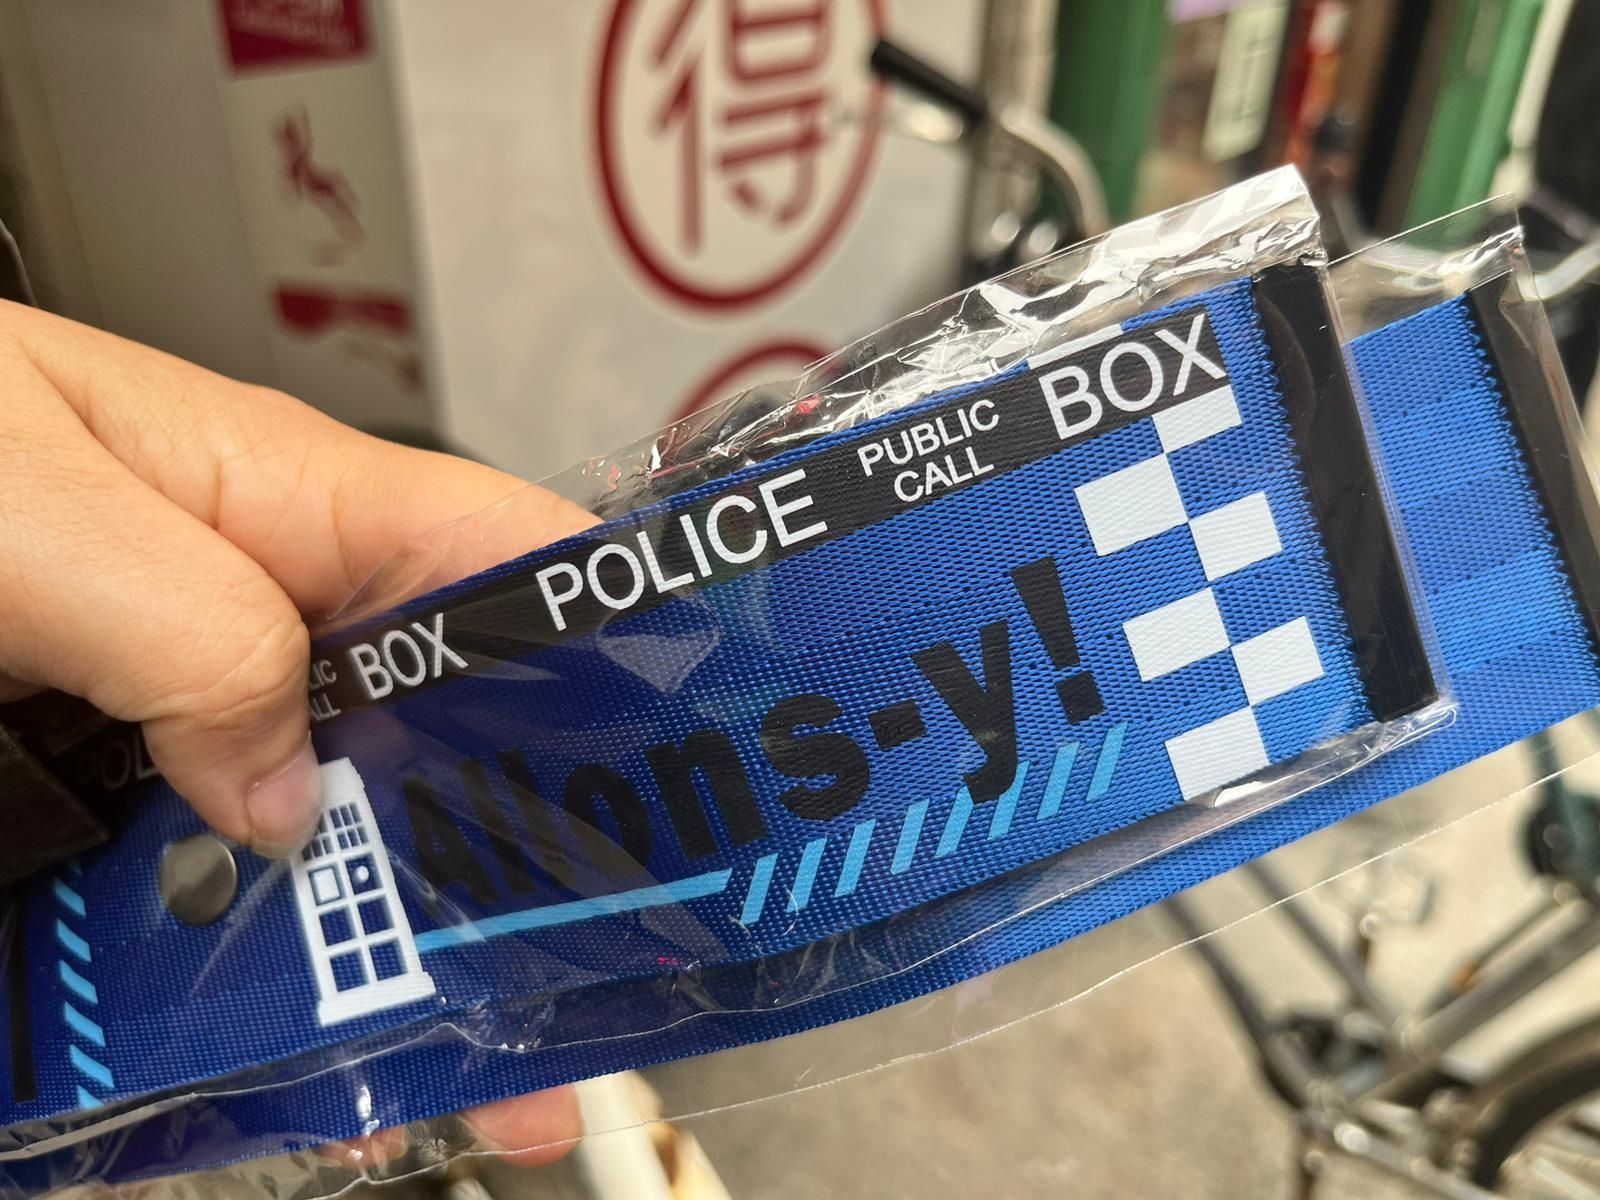 得
BOX POLICE PUBLIC CALL BOX
Allons-y!